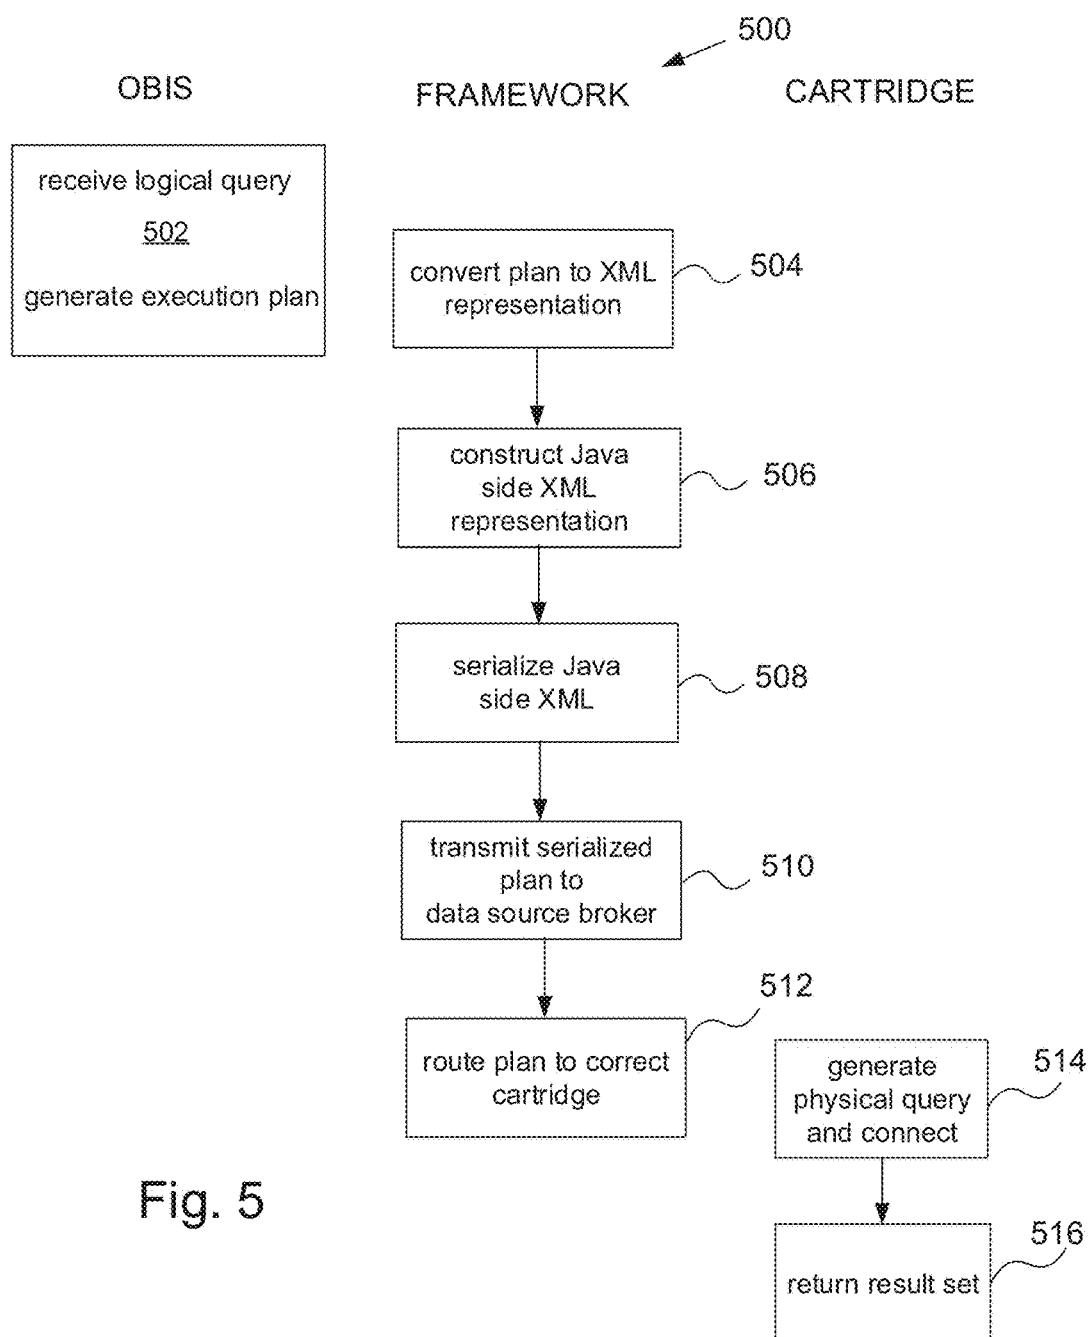 500
OBIS
FRAMEWORK
CARTRIDGE
receive logical query
502
generate execution plan
convert plan to XML
representation
504
construct Java
side XML
representation
506
serialize Java
side XML
508
transmit serialized
plan to
data source broker
510
512
route plan to correct
cartridge
generate
physical query
and connect
514
Fig. 5
516
return result set